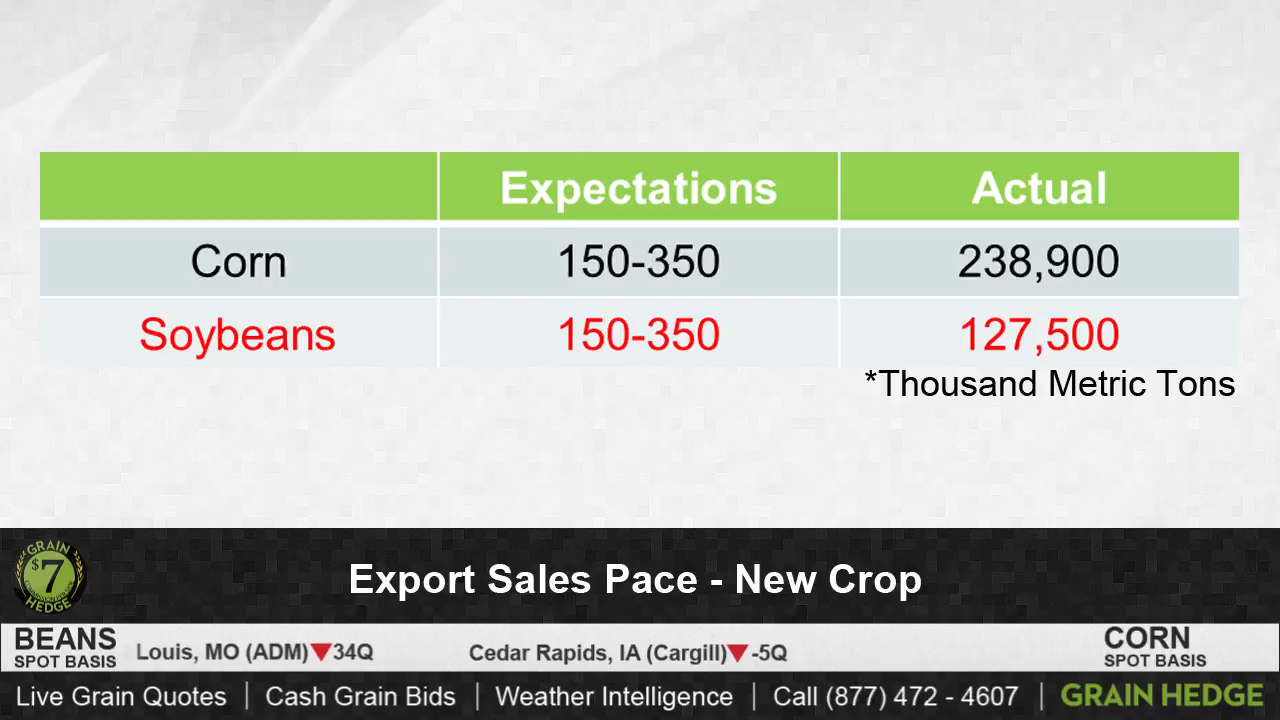 Expectations Actual
Corn 150-350 238,900
Soybeans 150-350 127,500
*Thousand Metric Tons
GRAIN
$7
HEDGE
Export Sales Pace - New Crop
BEANS
SPOT BASIS
Louis, MO (ADM) 34Q Cedar Rapids, IA (Cargill) -5Q
CORN
SPOT BASIS
Live Grain Quotes | Cash Grain Bids | Weather Intelligence | Call (877) 472 - 4607 | GRAIN HEDGE